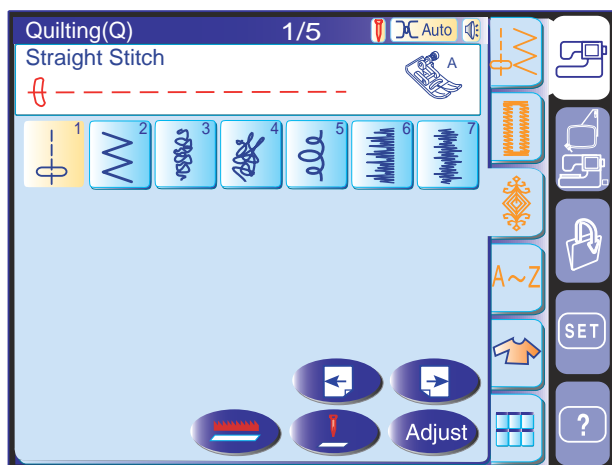 Quilting(Q) 1/5 Auto
Straight Stitch A
1 2 3 4 5 6 7
A~Z
SET
Adjust ?